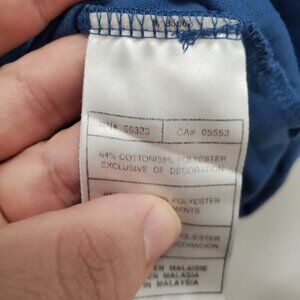 RN# 56323 CA# 05553
64% COTTON/36% POLYESTER
EXCLUSIVE OF DECORATION
POLYESTER
POLIESTER
DECORACION
EN MALAISIE
EN MALASIA
IN MALAYSIA